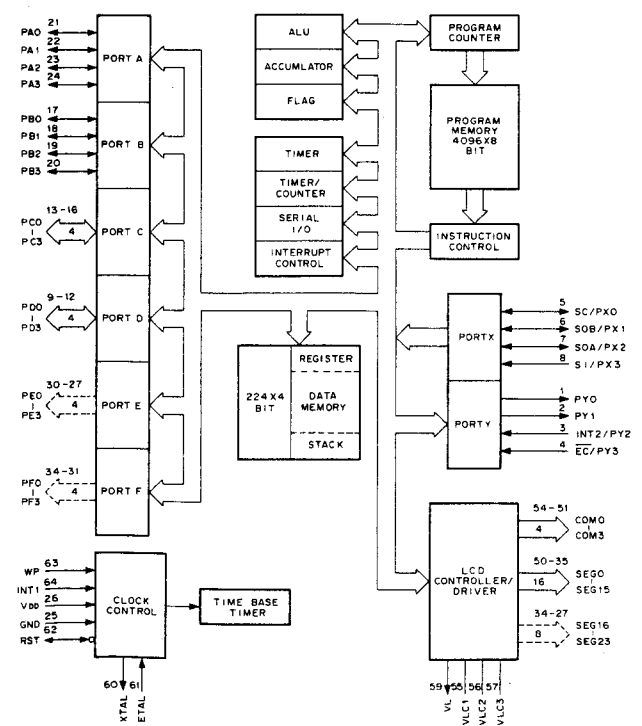 PA0 21
PA1 22
PA2 23
PA3 24
PORT A
PB0 17
PB1 18
PB2 19
PB3 20
PORT B
13-16
PC0
PC3
4
PORT C
9-12
PD0
PD3
4
PORT D
30-27
PE0
PE3
4
PORT E
34-31
PF0
PF3
4
PORT F
ALU
ACCUMLATOR
FLAG
TIMER
TIMER/
COUNTER
SERIAL
I/O
INTERRUPT
CONTROL
PROGRAM
COUNTER
PROGRAM
MEMORY
4096X8
BIT
INSTRUCTION
CONTROL
224X4
BIT
REGISTER
DATA
MEMORY
STACK
PORTX
5 SC/PX0
6 SOB/PX1
7 SOA/PX2
8 SI/PX3
PORTY
1 PY0
2 PY1
3 INT2/PY2
4 EC/PY3
LCD
CONTROLLER/
DRIVER
54-51
4
COM0
COM3
50-35
16
SEG0
SEG15
34-27
8
SEG16
SEG23
59 55 56 57
VL VLC1 VLC2 VLC3
WP 63
INT1 64
VDD 26
GND 25
RST 62
CLOCK
CONTROL
TIME BASE
TIMER
60 61
XTAL ETAL